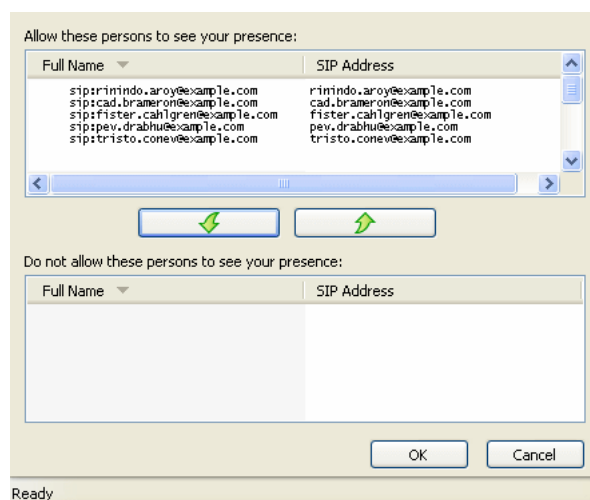 Allow these persons to see your presence:
Full Name SIP Address
sip:rinindo.aroy@example.com rinindo.aroy@example.com
sip:cad.brameron@example.com cad.brameron@example.com
sip:fister.cahlgren@example.com fister.cahlgren@example.com
sip:pev.drabhu@example.com pev.drabhu@example.com
sip:tristo.conev@example.com tristo.conev@example.com
Do not allow these persons to see your presence:
Full Name SIP Address
OK Cancel
Ready